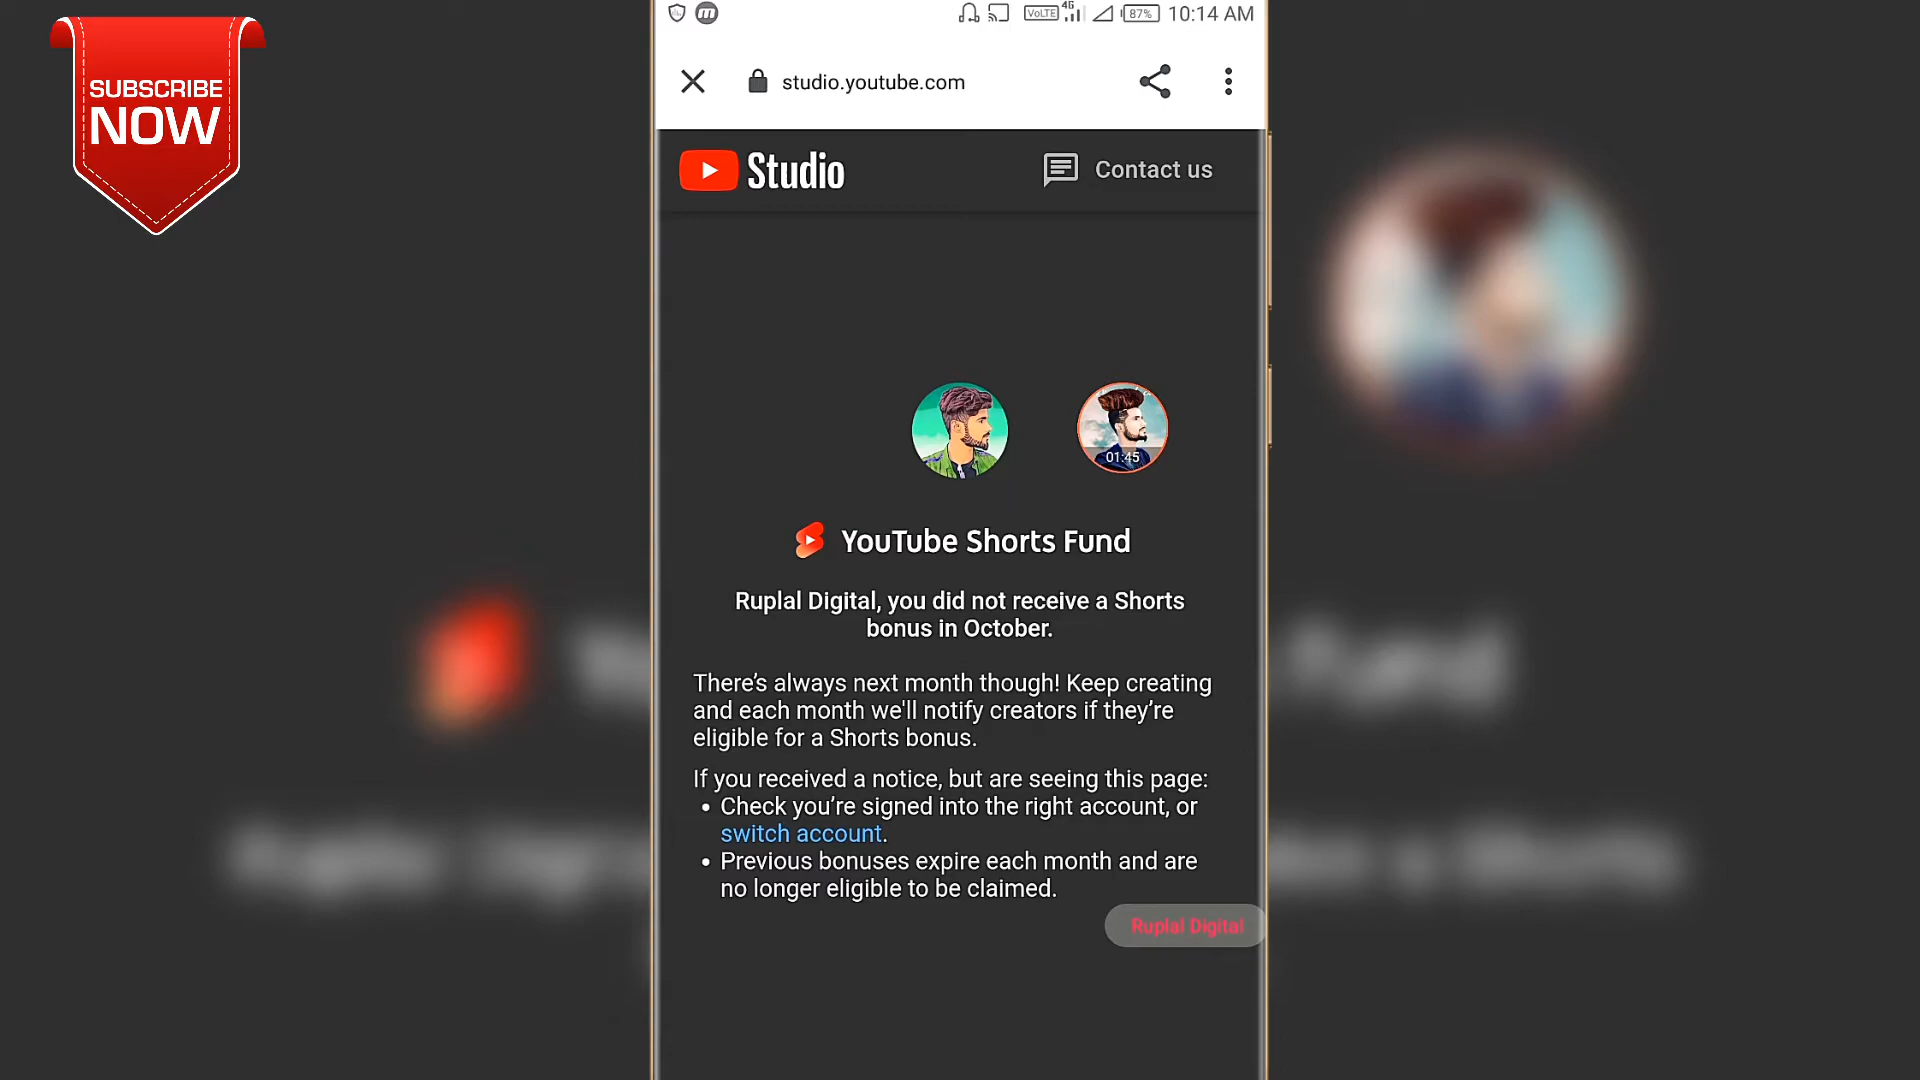 SUBSCRIBE
NOW
VoLTE 4G 87% 10:14 AM
studio.youtube.com
Studio
Contact us
01:45
YouTube Shorts Fund
Ruplal Digital, you did not receive a Shorts
bonus in October.
There’s always next month though! Keep creating
and each month we'll notify creators if they’re
eligible for a Shorts bonus.
If you received a notice, but are seeing this page:
• Check you’re signed into the right account, or
switch account.
• Previous bonuses expire each month and are
no longer eligible to be claimed.
Ruplal Digital